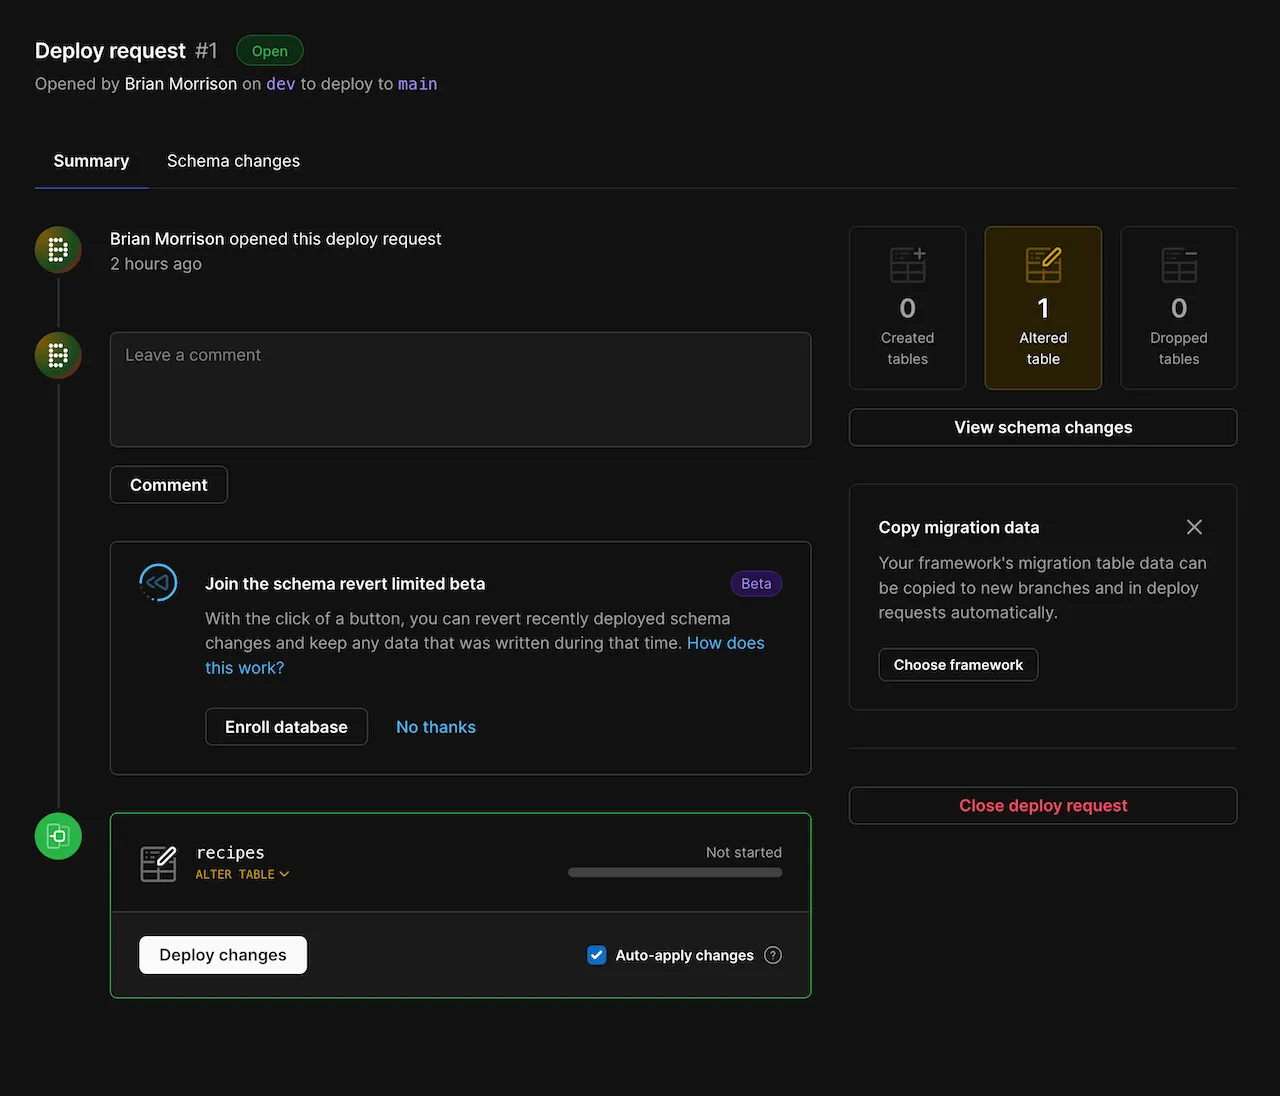 Deploy request #1 Open
Opened by Brian Morrison on dev to deploy to main
Summary Schema changes
Brian Morrison opened this deploy request
2 hours ago
Leave a comment
Comment
Join the schema revert limited beta Beta
With the click of a button, you can revert recently deployed schema
changes and keep any data that was written during that time. How does
this work?
Enroll database No thanks
recipes
ALTER TABLE
Not started
Deploy changes Auto-apply changes ?
0
Created
tables
1
Altered
table
0
Dropped
tables
View schema changes
Copy migration data
Your framework's migration table data can
be copied to new branches and in deploy
requests automatically.
Choose framework
Close deploy request